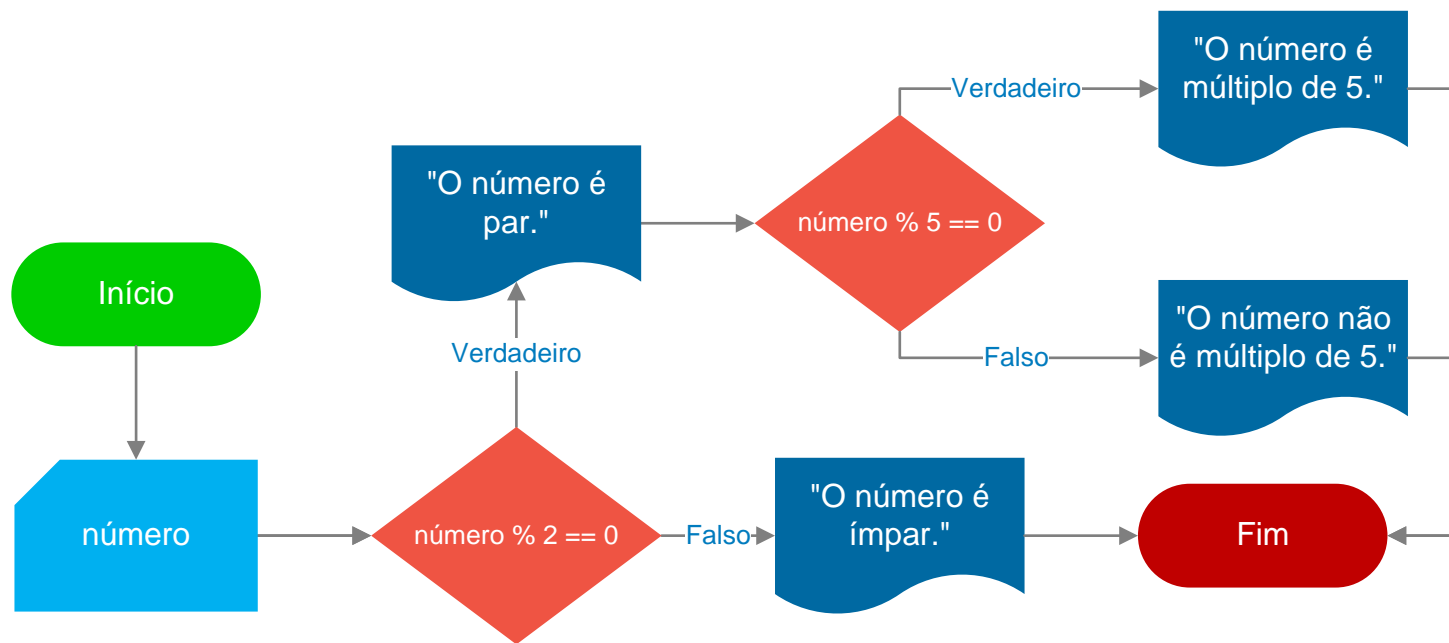 Início
número
número % 2 == 0
Verdadeiro
"O número é
par."
número % 5 == 0
Verdadeiro
"O número é
múltiplo de 5."
Falso
"O número não
é múltiplo de 5."
Falso
"O número é
ímpar."
Fim